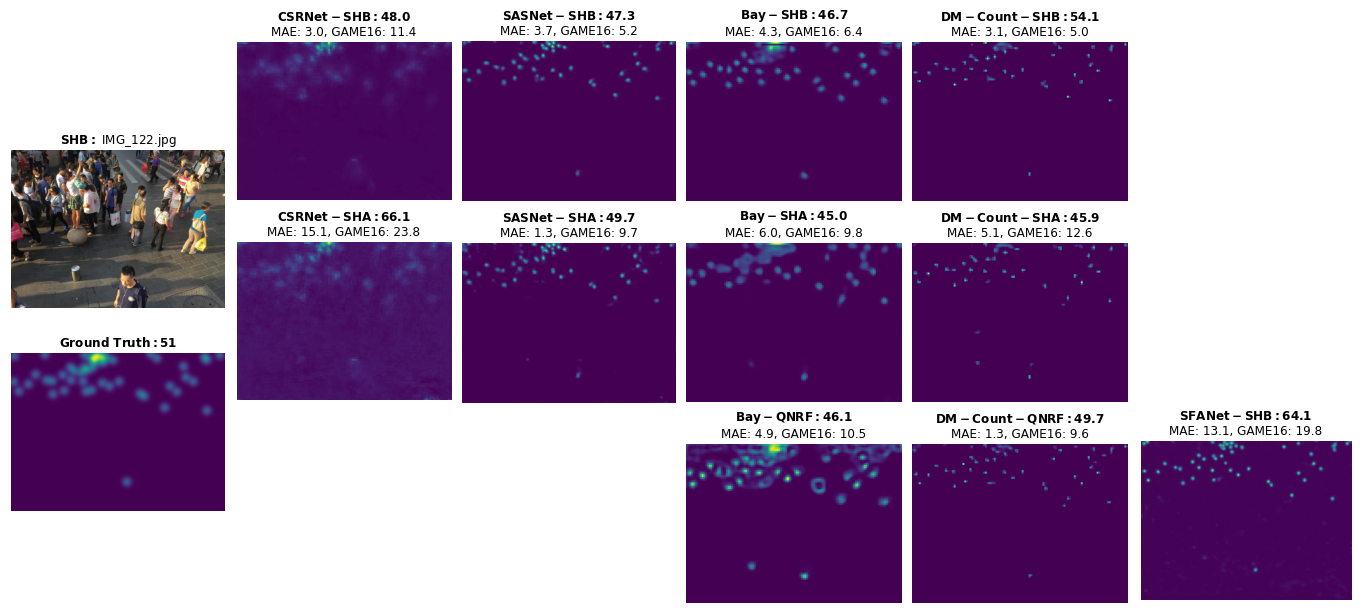 CSRNet − SHB : 48.0
MAE: 3.0, GAME16: 11.4
SASNet − SHB : 47.3
MAE: 3.7, GAME16: 5.2
Bay − SHB : 46.7
MAE: 4.3, GAME16: 6.4
DM − Count − SHB : 54.1
MAE: 3.1, GAME16: 5.0
SHB : IMG_122.jpg
CSRNet − SHA : 66.1
MAE: 15.1, GAME16: 23.8
SASNet − SHA : 49.7
MAE: 1.3, GAME16: 9.7
Bay − SHA : 45.0
MAE: 6.0, GAME16: 9.8
DM − Count − SHA : 45.9
MAE: 5.1, GAME16: 12.6
Ground Truth : 51
Bay − QNRF : 46.1
MAE: 4.9, GAME16: 10.5
DM − Count − QNRF : 49.7
MAE: 1.3, GAME16: 9.6
SFANet − SHB : 64.1
MAE: 13.1, GAME16: 19.8